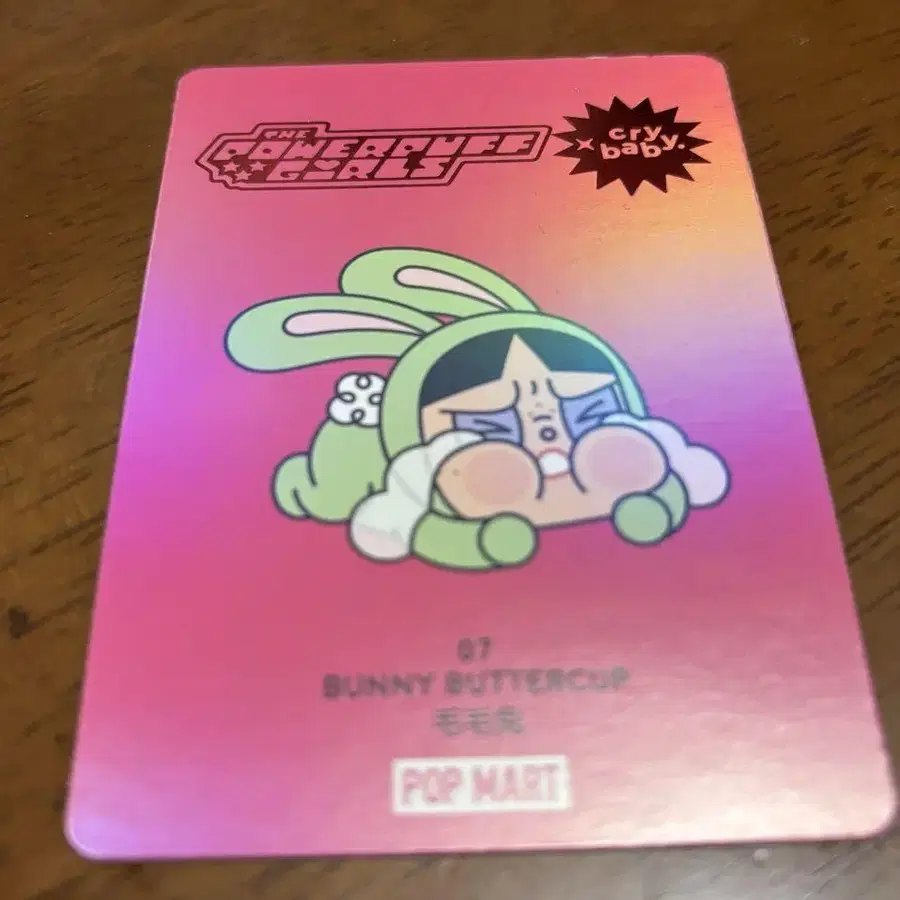 THE
POWERPUFF
GIRLS
x cry
baby.
07
BUNNY BUTTERCUP
毛毛兔
POP MART